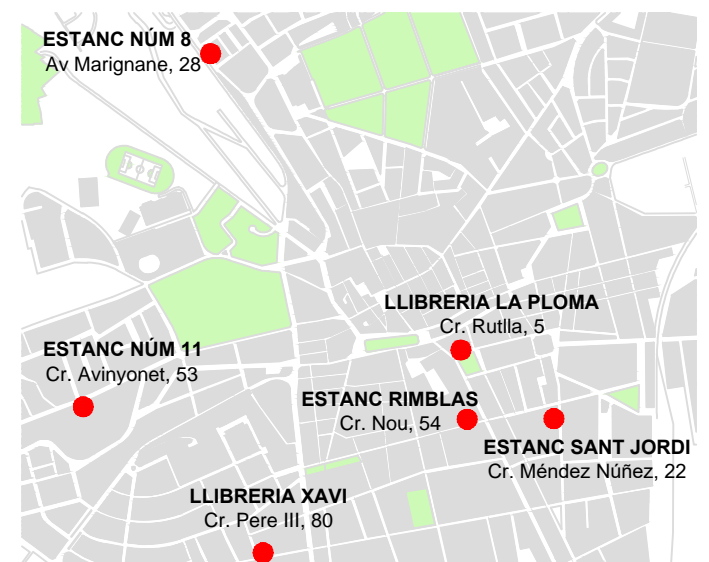 ESTANC NÚM 8
Av Marignane, 28
LLIBRERIA LA PLOMA
Cr. Rutlla, 5
ESTANC NÚM 11
Cr. Avinyonet, 53
ESTANC RIMBLAS
Cr. Nou, 54
ESTANC SANT JORDI
Cr. Méndez Núñez, 22
LLIBRERIA XAVI
Cr. Pere III, 80